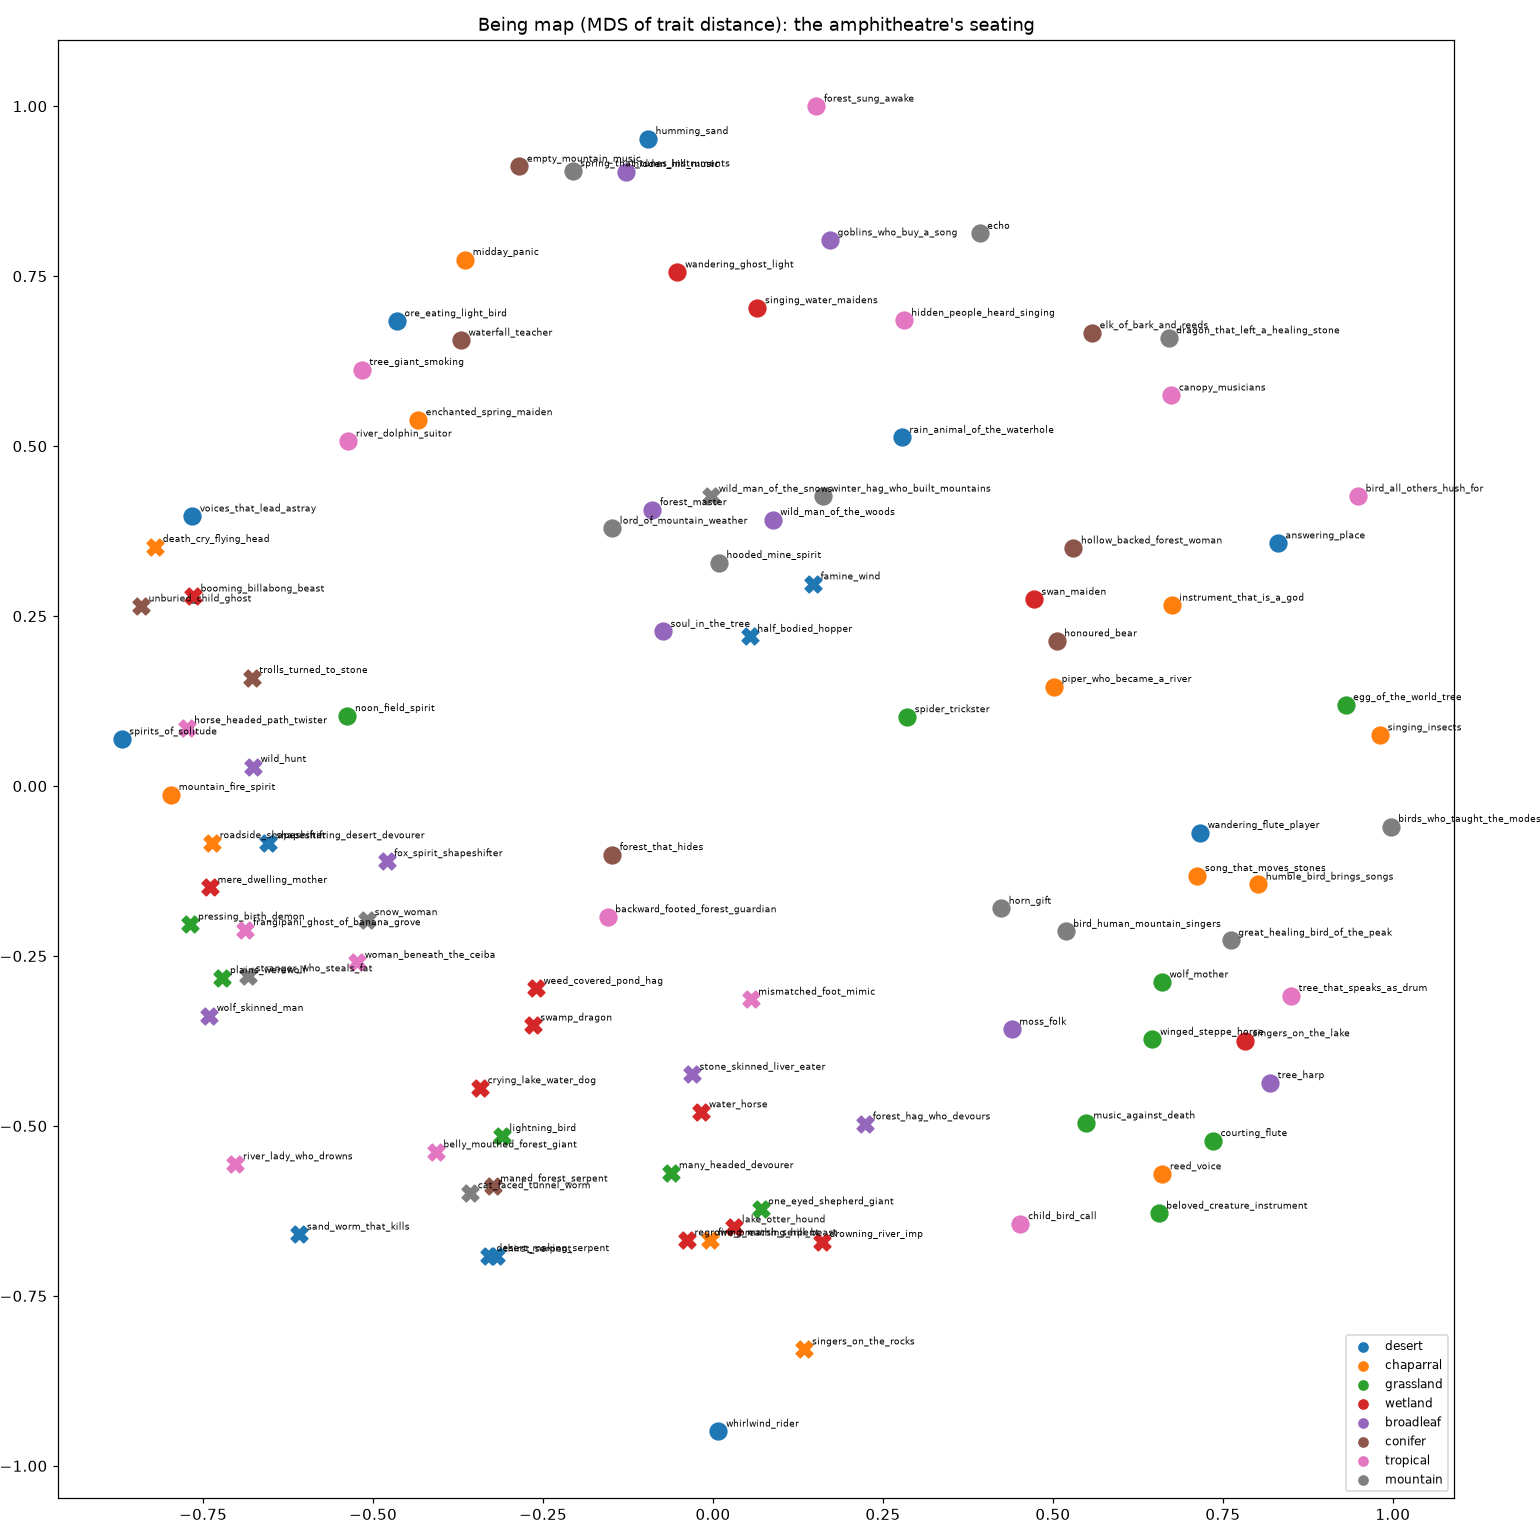 Being map (MDS of trait distance): the amphitheatre's seating
1.00
0.75
0.50
0.25
0.00
−0.25
−0.50
−0.75
−1.00
forest_sung_awake
humming_sand
empty_mountain_music
spring_that_tunes_instruments
echo
goblins_who_buy_a_song
midday_panic
wandering_ghost_light
singing_water_maidens
ore_eating_light_bird
hidden_people_heard_singing
elk_of_bark_and_reeds
dragon_that_left_a_healing_stone
waterfall_teacher
tree_giant_smoking
canopy_musicians
enchanted_spring_maiden
river_dolphin_suitor
rain_animal_of_the_waterhole
wild_man_of_the_snows
winter_hag_who_built_mountains
bird_all_others_hush_for
voices_that_lead_astray
forest_master
wild_man_of_the_woods
lord_of_mountain_weather
death_cry_flying_head
hollow_backed_forest_woman
answering_place
hooded_mine_spirit
booming_billabong_beast
unburied_child_ghost
famine_wind
swan_maiden
instrument_that_is_a_god
soul_in_the_tree
half_bodied_hopper
honoured_bear
trolls_turned_to_stone
piper_who_became_a_river
egg_of_the_world_tree
noon_field_spirit
spider_trickster
horse_headed_path_twister
spirits_of_solitude
singing_insects
wild_hunt
mountain_fire_spirit
birds_who_taught_the_modes
wandering_flute_player
roadside_shapeshifter
shapeshifting_desert_devourer
fox_spirit_shapeshifter
forest_that_hides
song_that_moves_stones
humble_bird_brings_songs
mere_dwelling_mother
pressing_birth_demon
frangipani_ghost_of_banana_grove
snow_woman
backward_footed_forest_guardian
horn_gift
bird_human_mountain_singers
great_healing_bird_of_the_peak
woman_beneath_the_ceiba
plains_werewolf
stranger_who_steals_fat
weed_covered_pond_hag
mismatched_foot_mimic
wolf_mother
tree_that_speaks_as_drum
wolf_skinned_man
swamp_dragon
moss_folk
winged_steppe_horse
singers_on_the_lake
stone_skinned_liver_eater
crying_lake_water_dog
tree_harp
water_horse
forest_hag_who_devours
music_against_death
lightning_bird
courting_flute
belly_mouthed_forest_giant
river_lady_who_drowns
many_headed_devourer
reed_voice
maned_forest_serpent
cat_faced_tunnel_worm
one_eyed_shepherd_giant
beloved_creature_instrument
lake_otter_hound
child_bird_call
sand_worm_that_kills
drowning_river_imp
singers_on_the_rocks
whirlwind_rider
desert
chaparral
grassland
wetland
broadleaf
conifer
tropical
mountain
−0.75
−0.50
−0.25
0.00
0.25
0.50
0.75
1.00